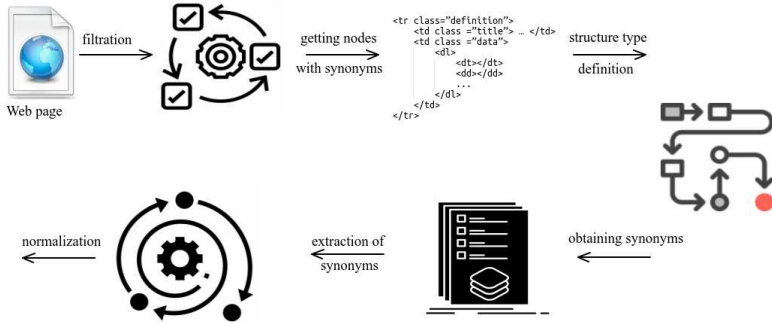 Web page
filtration
getting nodes
with synonyms
<tr class="definition">
<td class ="title"> … </td>
<td class ="data">
<dl>
<dt></dt>
<dd></dd>
...
</dl>
</td>
</tr>
structure type
definition
obtaining synonyms
extraction of
synonyms
normalization